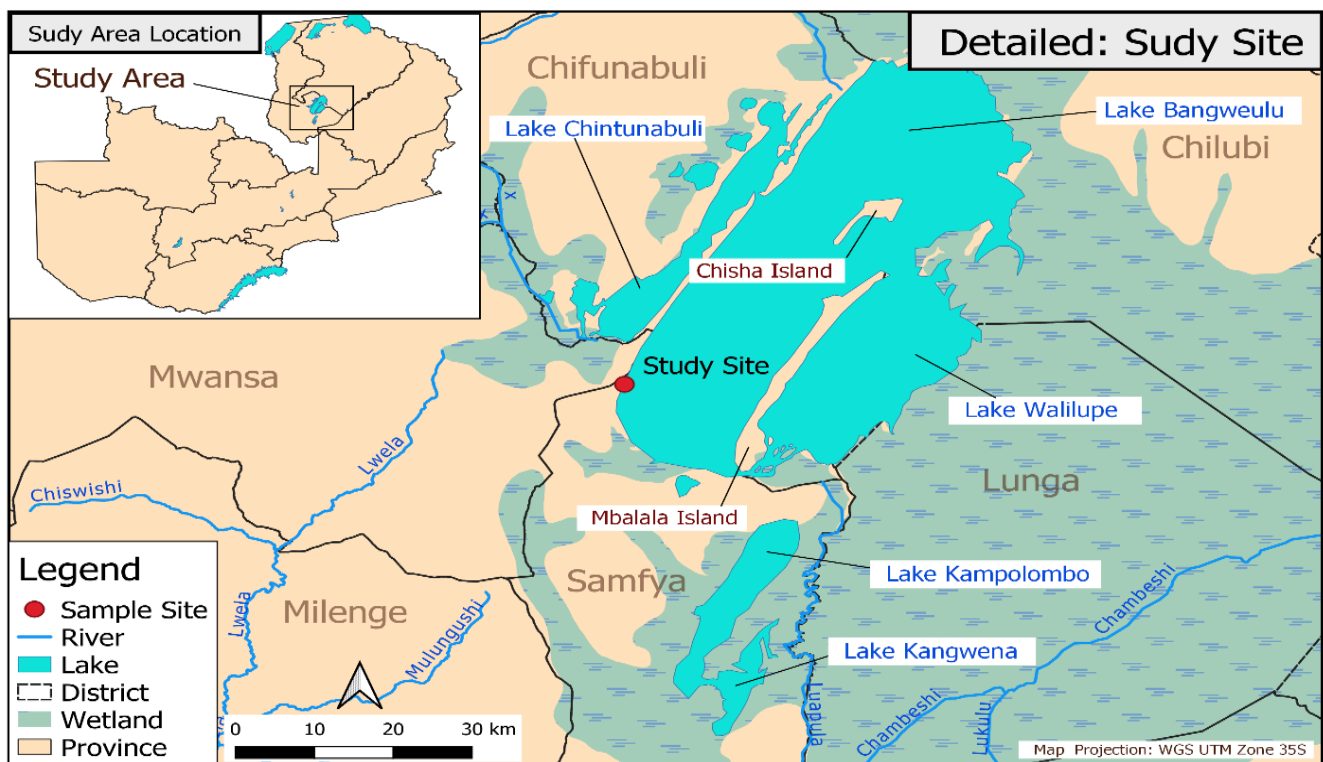 Sudy Area Location
Study Area
Detailed: Sudy Site
Chifunabuli
Lake Chintunabuli
Lake Bangweulu
Chilubi
x
x
Chisha Island
Study Site
Mwansa
Lake Walilupe
Lwela
Chiswishi
Lunga
Mbalala Island
Samfya
Lake Kampolombo
Milenge
Lwela
Mulungushi
Chambeshi
Lake Kangwena
Luapula
Chambeshi
Lukulu
Legend
Sample Site
River
Lake
District
Wetland
Province
0 10 20 30 km
Map Projection: WGS UTM Zone 35S